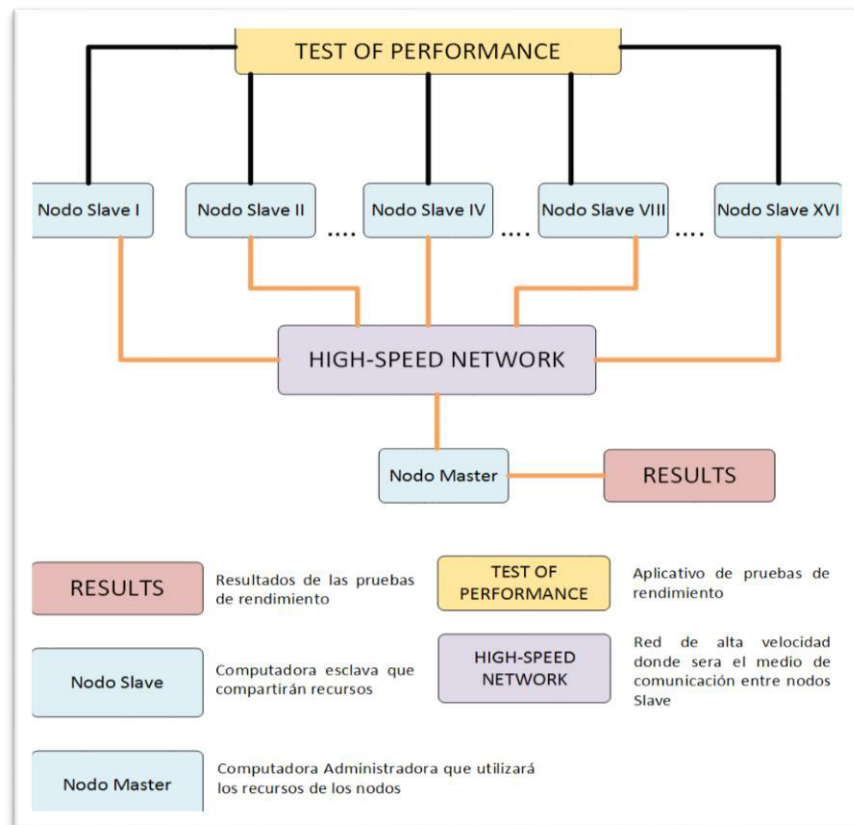 TEST OF PERFORMANCE
Nodo Slave I
Nodo Slave II
....
Nodo Slave IV
....
Nodo Slave VIII
....
Nodo Slave XVI
HIGH-SPEED NETWORK
Nodo Master
RESULTS
RESULTS
Resultados de las pruebas
de rendimiento
TEST OF
PERFORMANCE
Aplicativo de pruebas de
rendimiento
Nodo Slave
Computadora esclava que
compartirán recursos
HIGH-SPEED
NETWORK
Red de alta velocidad
donde sera el medio de
comunicación entre nodos
Slave
Nodo Master
Computadora Administradora que utilizará
los recursos de los nodos